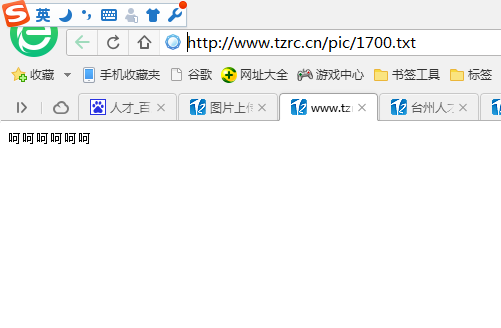 英
http://www.tzrc.cn/pic/1700.txt
收藏 手机收藏夹 谷歌 网址大全 游戏中心 书签工具 标签
人才_百 图片上传 www.tz 台州人才
呵呵呵呵呵呵